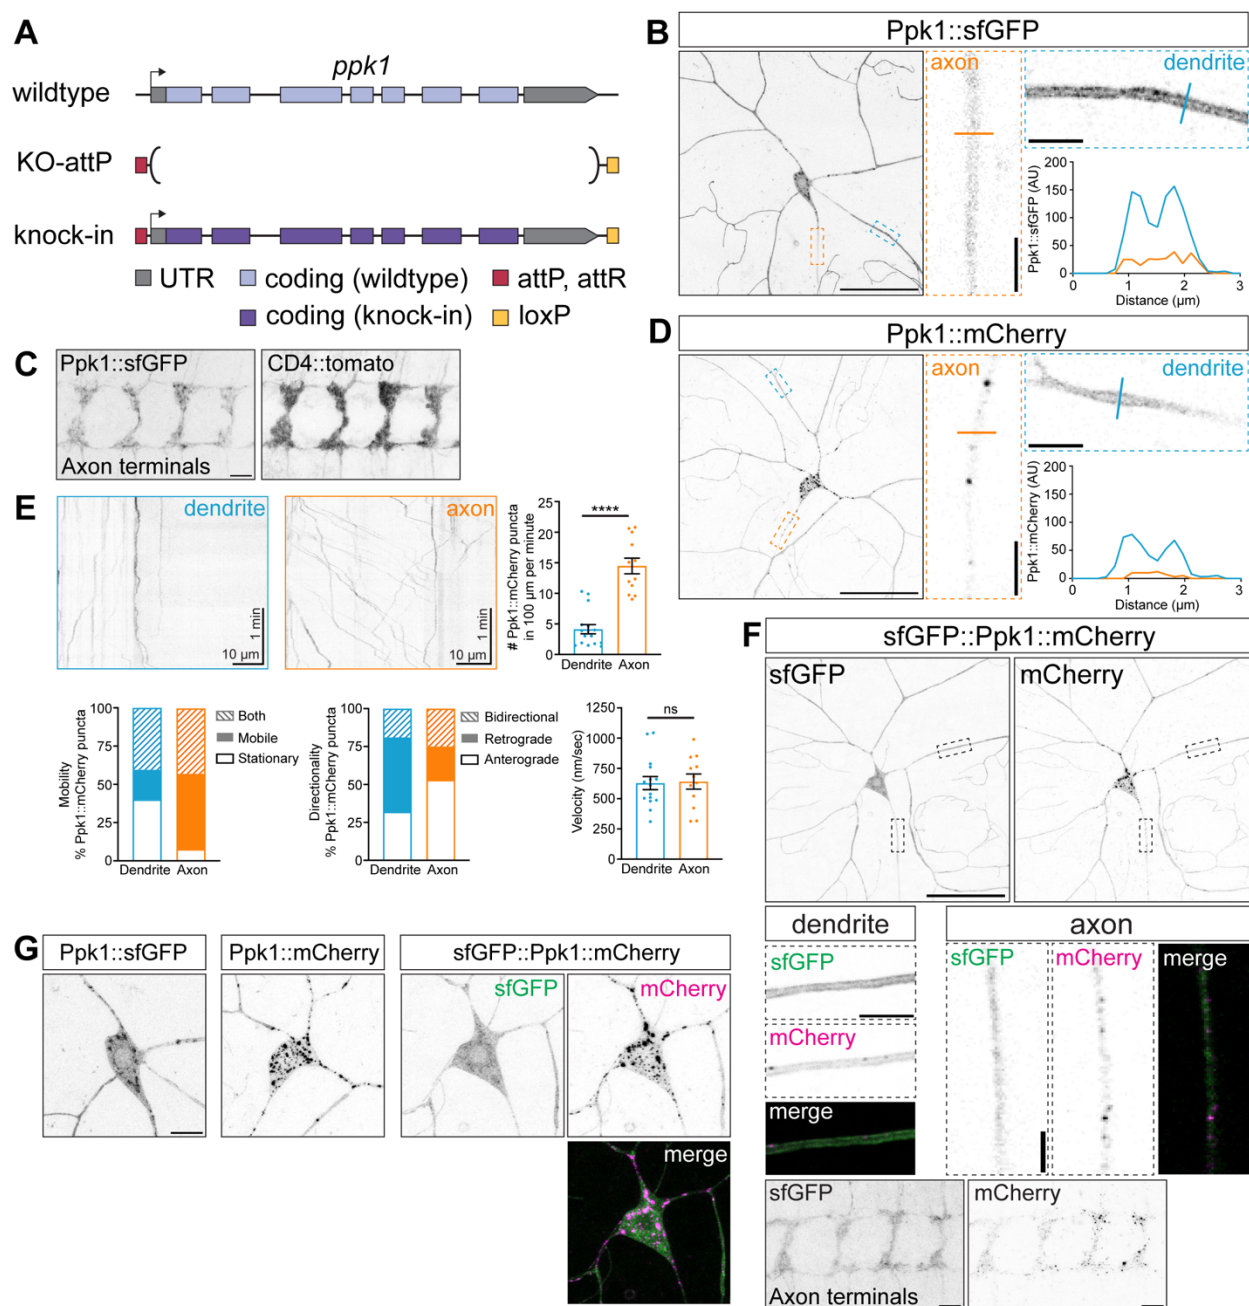 A
ppk1
wildtype
KO-attP
knock-in
UTR
coding (wildtype)
attP, attR
coding (knock-in)
loxP
B
Ppk1::sfGFP
axon
dendrite
Ppk1::sfGFP (AU)
200
150
100
50
0
0 1 2 3
Distance (µm)
C
Ppk1::sfGFP
CD4::tomato
Axon terminals
D
Ppk1::mCherry
axon
dendrite
Ppk1::mCherry (AU)
200
150
100
50
0
0 1 2 3
Distance (µm)
E
dendrite
1 min
10 µm
axon
1 min
10 µm
# Ppk1::mCherry puncta
in 100 µm per minute
25
20
15
10
5
0
****
Dendrite Axon
Mobility
% Ppk1::mCherry puncta
100
75
50
25
0
Dendrite Axon
Both
Mobile
Stationary
Directionality
% Ppk1::mCherry puncta
100
75
50
25
0
Dendrite Axon
Bidirectional
Retrograde
Anterograde
Velocity (nm/sec)
1250
1000
750
500
250
0
ns
Dendrite Axon
F
sfGFP::Ppk1::mCherry
sfGFP
mCherry
dendrite
sfGFP
mCherry
merge
axon
sfGFP
mCherry
merge
sfGFP
Axon terminals
mCherry
G
Ppk1::sfGFP
Ppk1::mCherry
sfGFP::Ppk1::mCherry
sfGFP
mCherry
merge